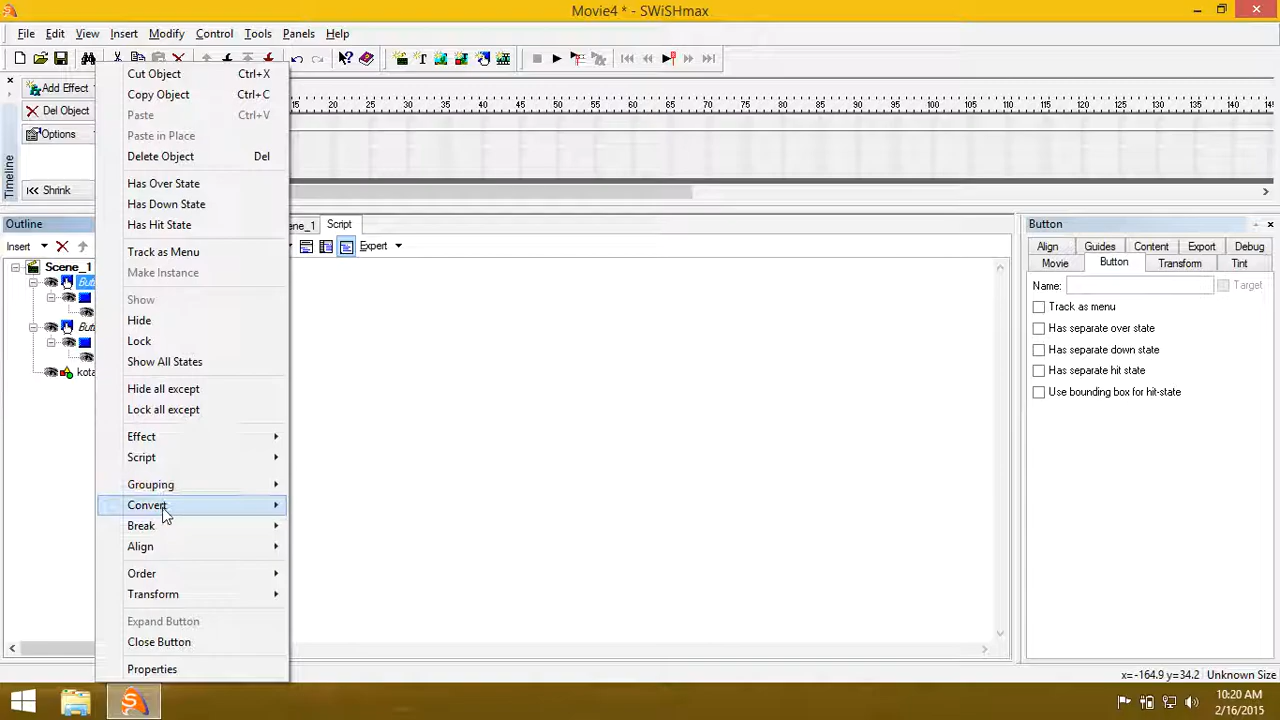 Movie4 * - SWiSHmax
File Edit View Insert Modify Control Tools Panels Help
Add Effect
Del Object
Options
Shrink
Timeline
15 20 25 30 35 40 45 50 55 60 65 70 75 80 85 90 95 100 105 110 115 120 125 130 135 140
Cut Object Ctrl+X
Copy Object Ctrl+C
Paste Ctrl+V
Paste in Place
Delete Object Del
Has Over State
Has Down State
Has Hit State
Track as Menu
Make Instance
Show
Hide
Lock
Show All States
Hide all except
Lock all except
Effect
Script
Grouping
Convert
Break
Align
Order
Transform
Expand Button
Close Button
Properties
Outline
Insert
Scene_1
Script
Expert
Button
Align Guides Content Export Debug
Movie Button Transform Tint
Name: Target
Track as menu
Has separate over state
Has separate down state
Has separate hit state
Use bounding box for hit-state
x=-164.9 y=34.2 Unknown Size
10:20 AM
2/16/2015